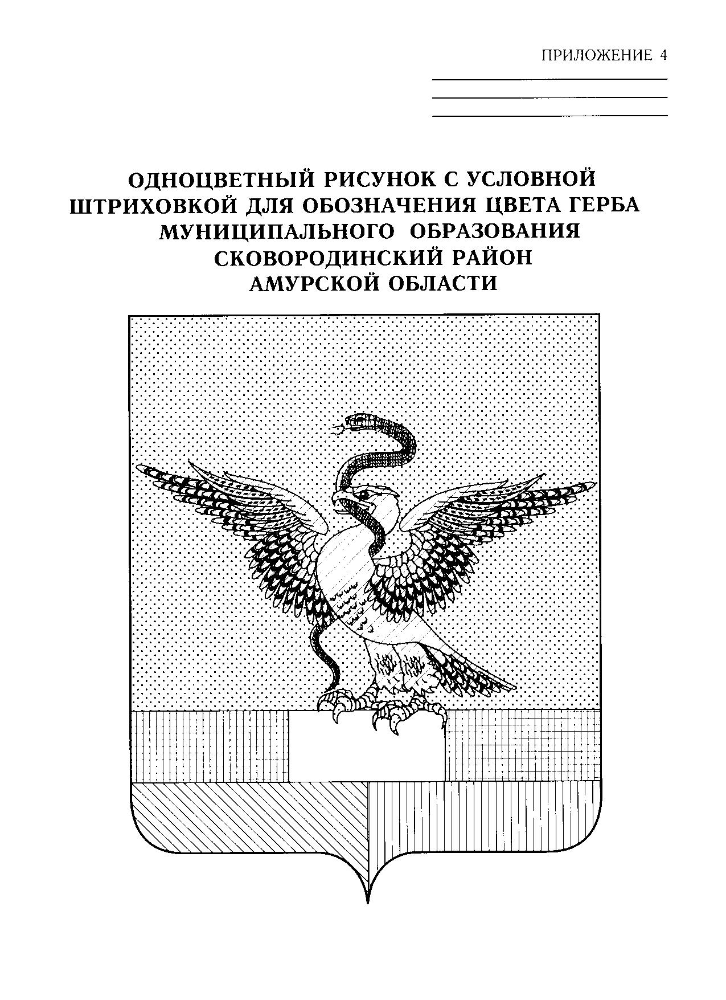 ПРИЛОЖЕНИЕ 4
ОДНОЦВЕТНЫЙ РИСУНОК С УСЛОВНОЙ
ШТРИХОВКОЙ ДЛЯ ОБОЗНАЧЕНИЯ ЦВЕТА ГЕРБА
МУНИЦИПАЛЬНОГО ОБРАЗОВАНИЯ
СКОВОРОДИНСКИЙ РАЙОН
АМУРСКОЙ ОБЛАСТИ